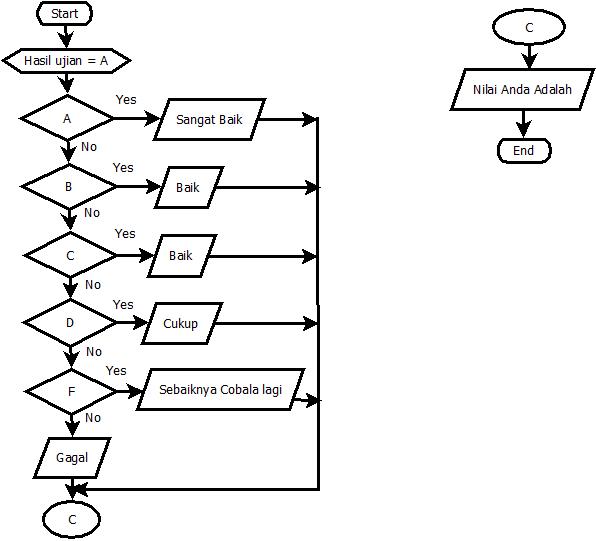 Start
Hasil ujian = A
A
Yes
Sangat Baik
No
B
Yes
Baik
No
C
Yes
Baik
No
D
Yes
Cukup
No
F
Yes
Sebaiknya Cobala lagi
No
Gagal
C
C
Nilai Anda Adalah
End